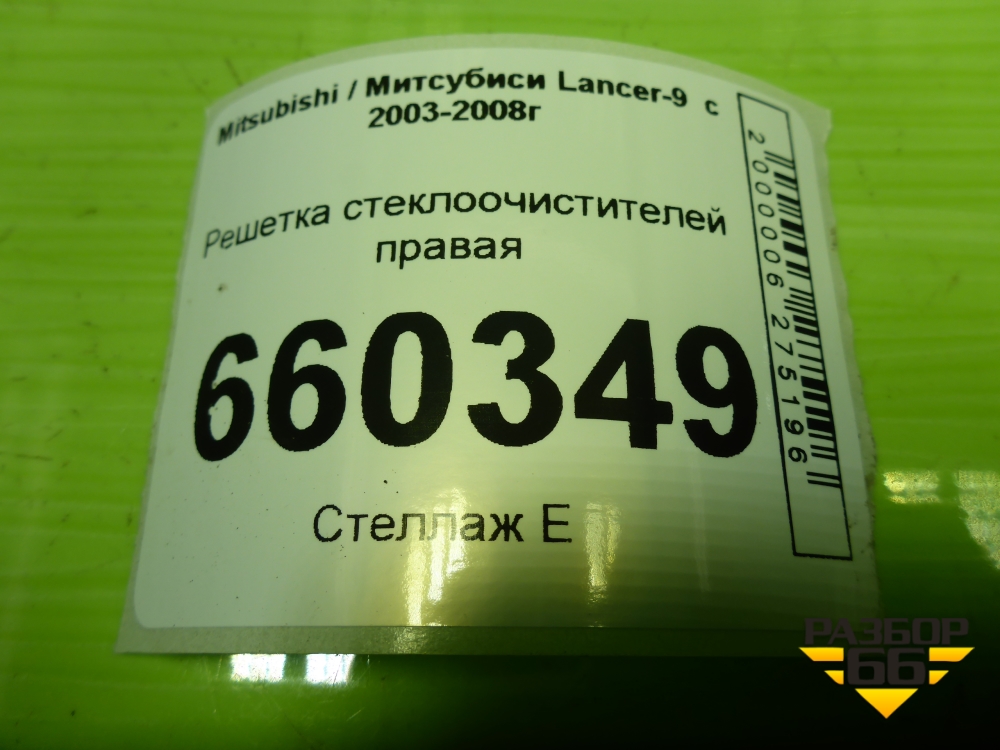 Mitsubishi / Митсубиси Lancer-9 с
2003-2008г
Решетка стеклоочистителей
правая
660349
Стеллаж Е
2000006275196
РАЗБОР
66